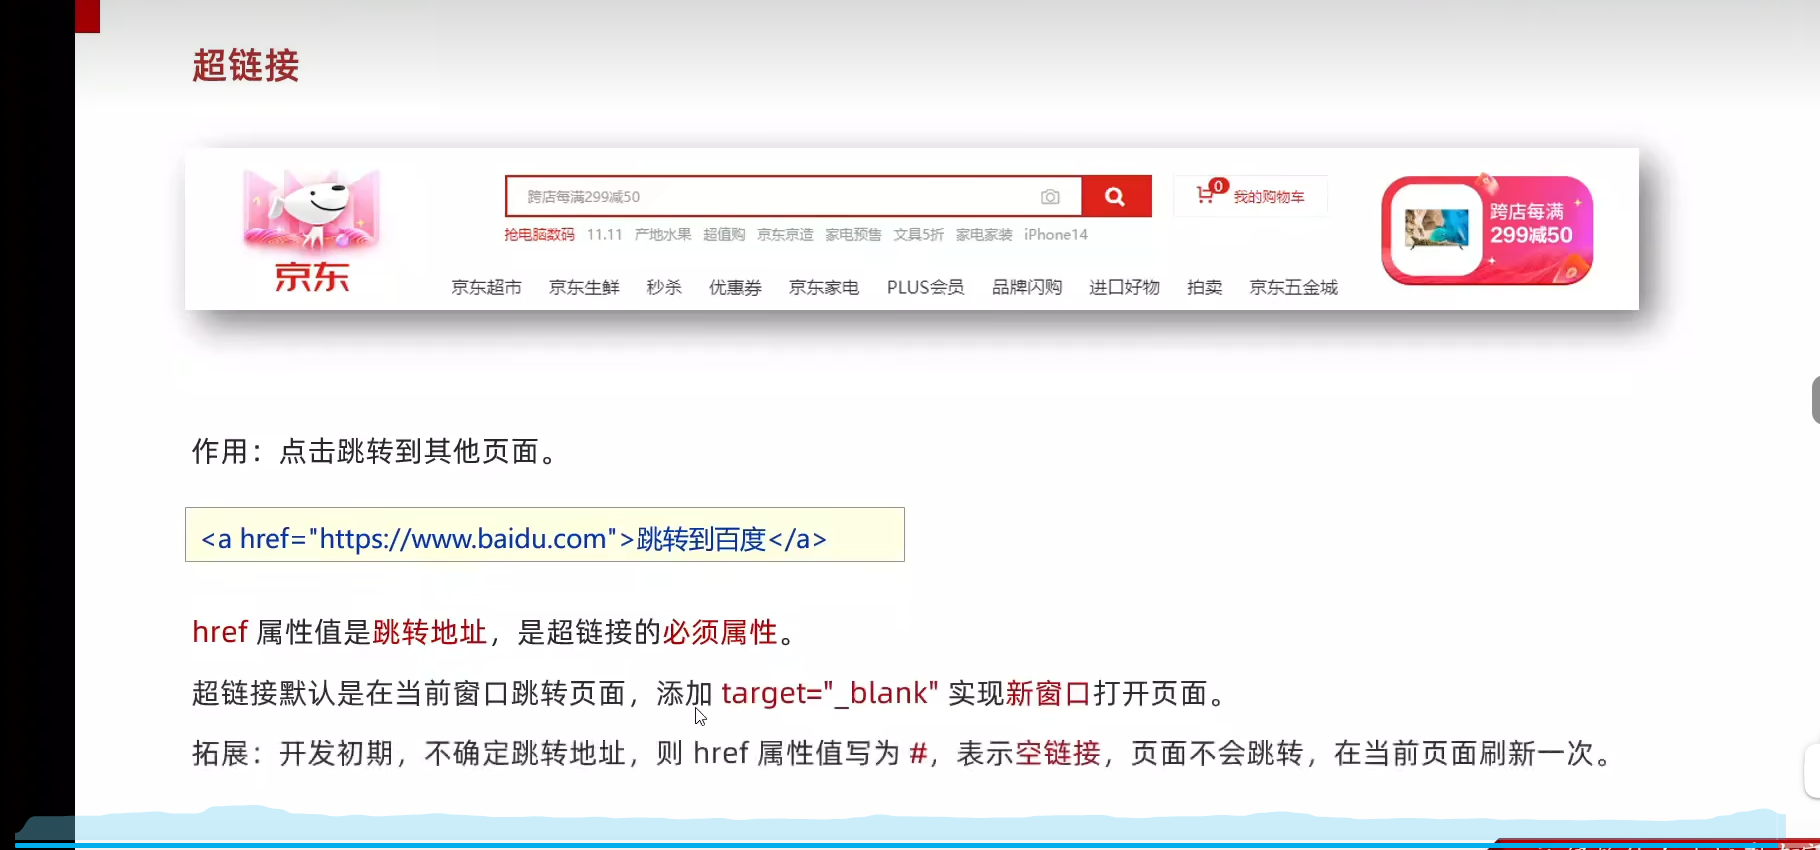 超链接
跨店每满299减50
0
我的购物车
跨店每满
299减50
抢电脑数码 11.11 产地水果 超值购 京东京造 家电预售 文具5折 家电家装 iPhone14
京东
京东超市 京东生鲜 秒杀 优惠券 京东家电 PLUS会员 品牌闪购 进口好物 拍卖 京东五金城
作用：点击跳转到其他页面。
<a href="https://www.baidu.com">跳转到百度</a>
href 属性值是跳转地址，是超链接的必须属性。
超链接默认是在当前窗口跳转页面，添加 target="_blank" 实现新窗口打开页面。
拓展：开发初期，不确定跳转地址，则 href 属性值写为 #，表示空链接，页面不会跳转，在当前页面刷新一次。